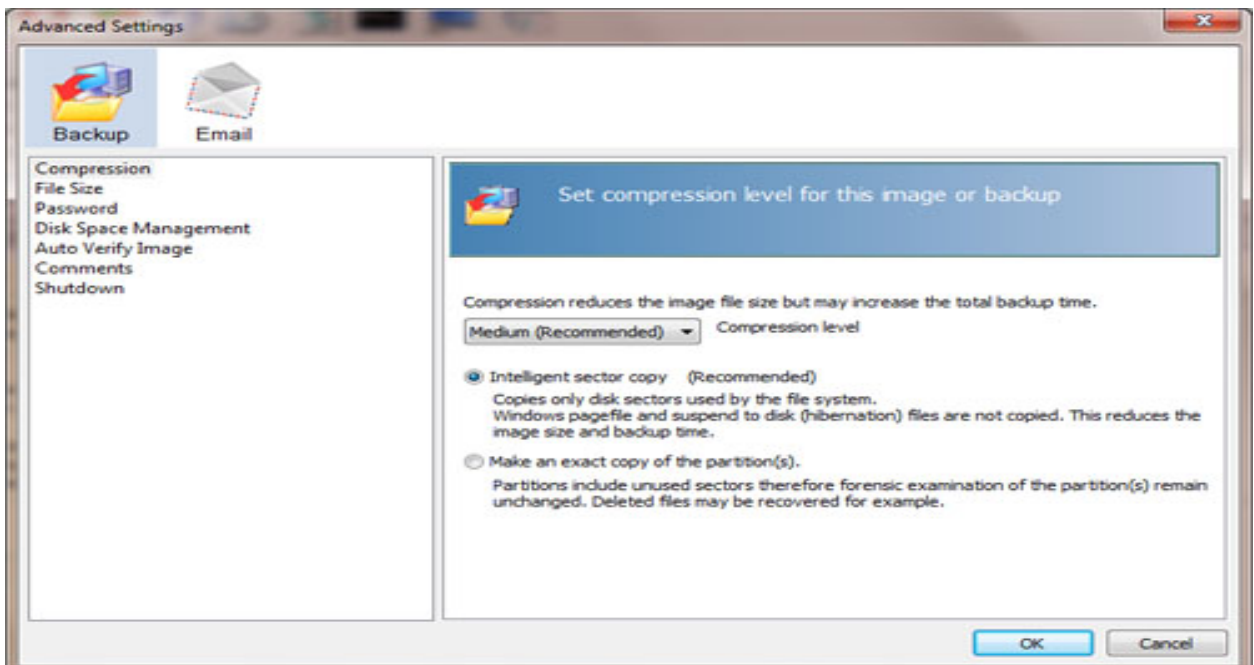 Advanced Settings
Backup
Email
Compression
File Size
Password
Disk Space Management
Auto Verify Image
Comments
Shutdown
Set compression level for this image or backup
Compression reduces the image file size but may increase the total backup time.
Medium (Recommended) Compression level
Intelligent sector copy (Recommended)
Copies only disk sectors used by the file system.
Windows pagefile and suspend to disk (hibernation) files are not copied. This reduces the
image size and backup time.
Make an exact copy of the partition(s).
Partitions include unused sectors therefore forensic examination of the partition(s) remain
unchanged. Deleted files may be recovered for example.
OK
Cancel